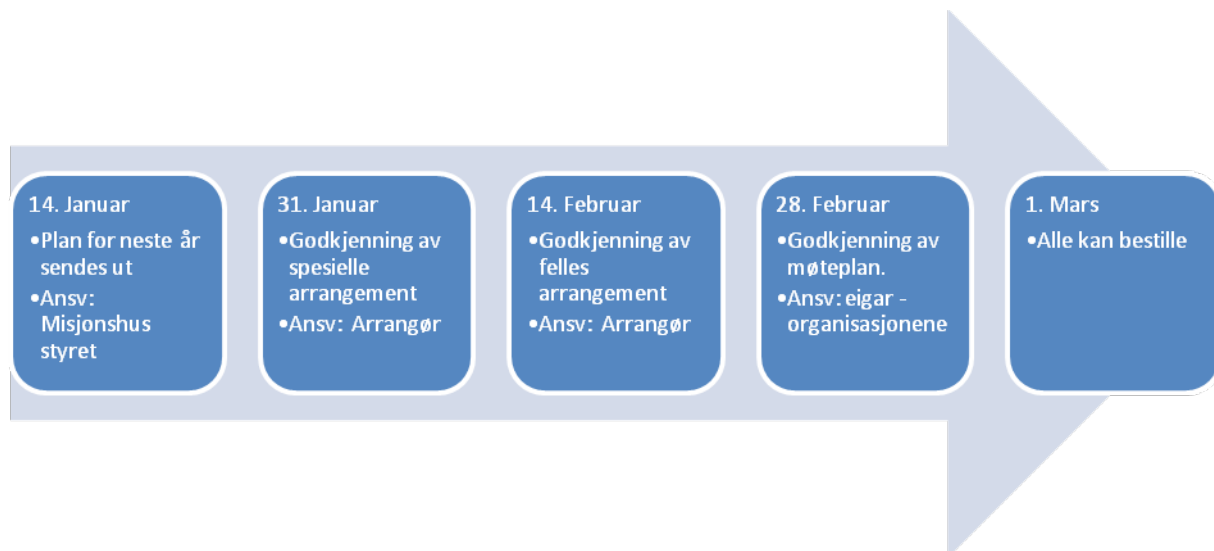 14. Januar
•Plan for neste år
sendes ut
•Ansv:
Misjonshus
styret
31. Januar
•Godkjenning av
spesielle
arrangement
•Ansv: Arrangør
14. Februar
•Godkjenning av
felles
arrangement
•Ansv: Arrangør
28. Februar
•Godkjenning av
møteplan.
•Ansv: eigar -
organisasjonene
1. Mars
•Alle kan bestille